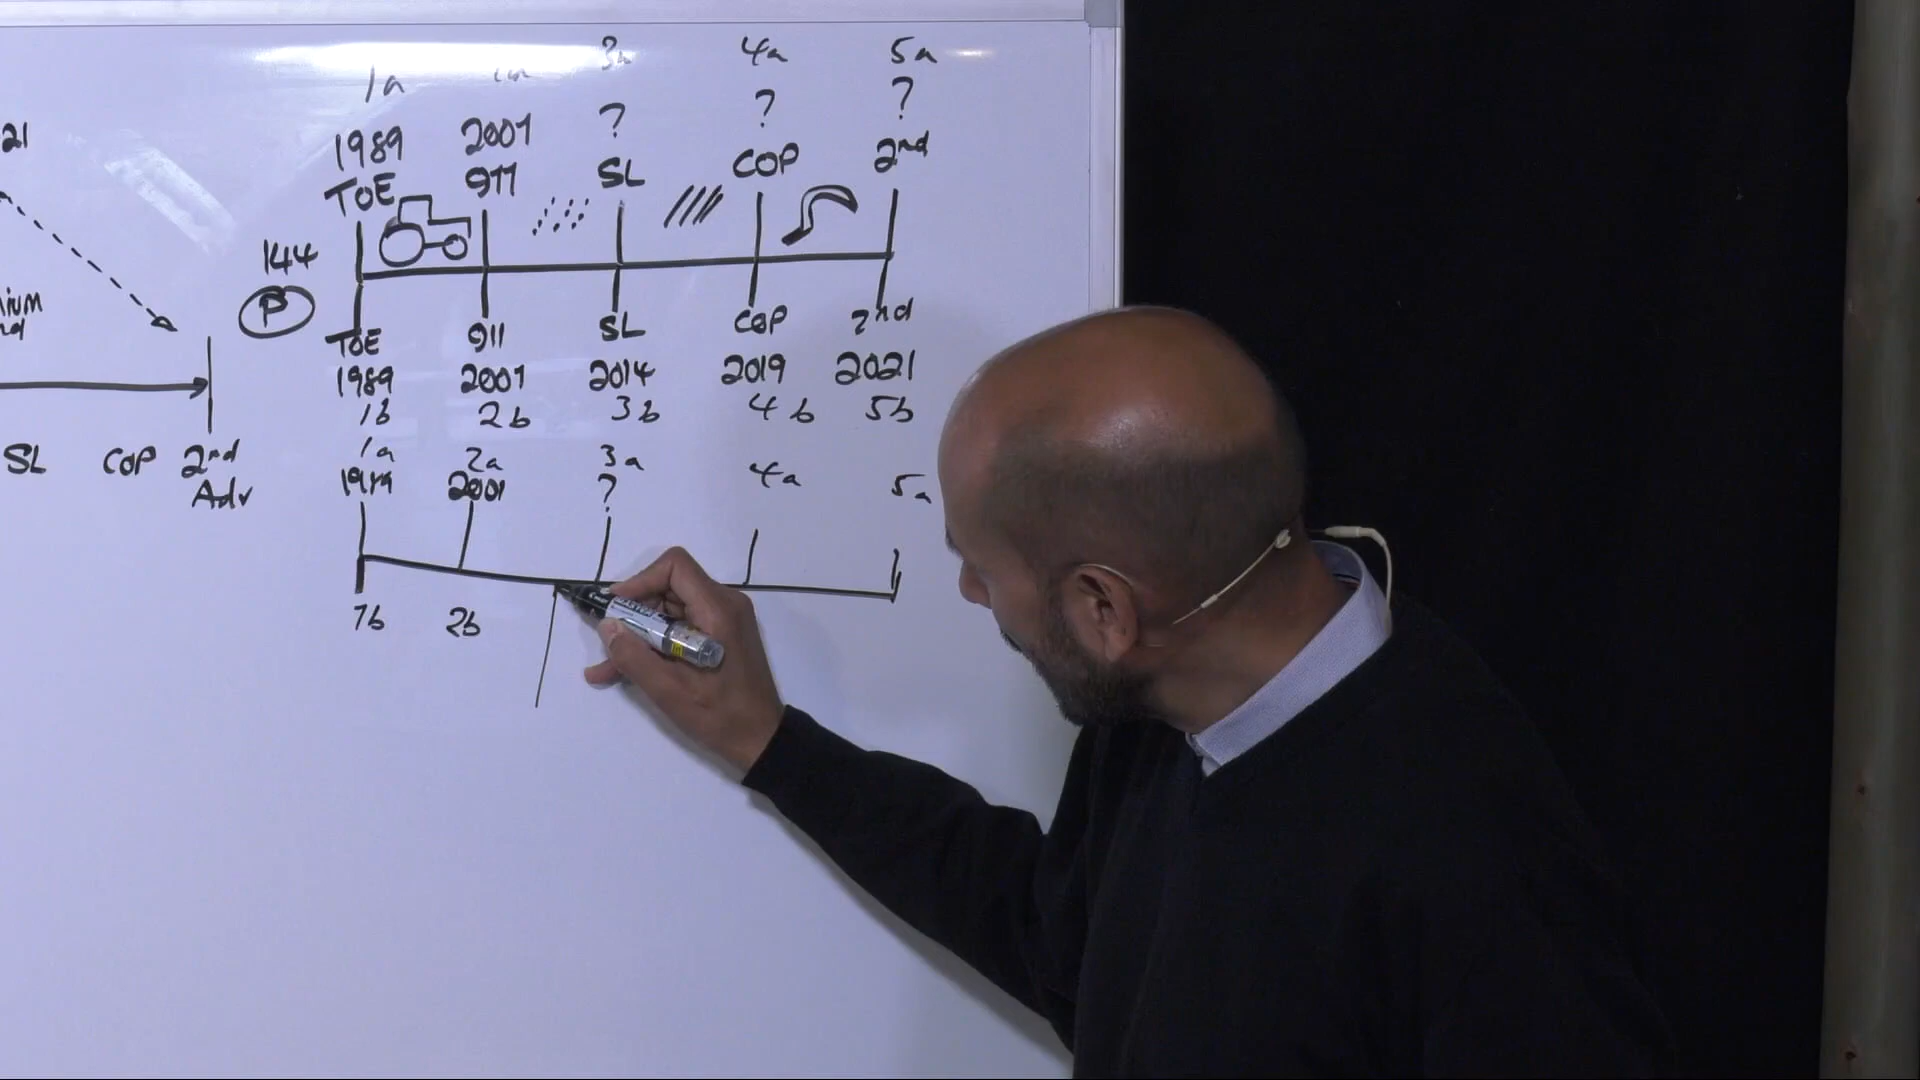 1a 3a 4a 5a
1989 2001 ? ? ?
TOE 911 SL COP 2nd
144
P
TOE 911 SL COP 2nd
1989 2001 2014 2019 2021
1b 2b 3b 4b 5b
1a 2a 3a 4a 5a
1989 2001 ?
1b 2b
21
SL COP 2nd
Adv